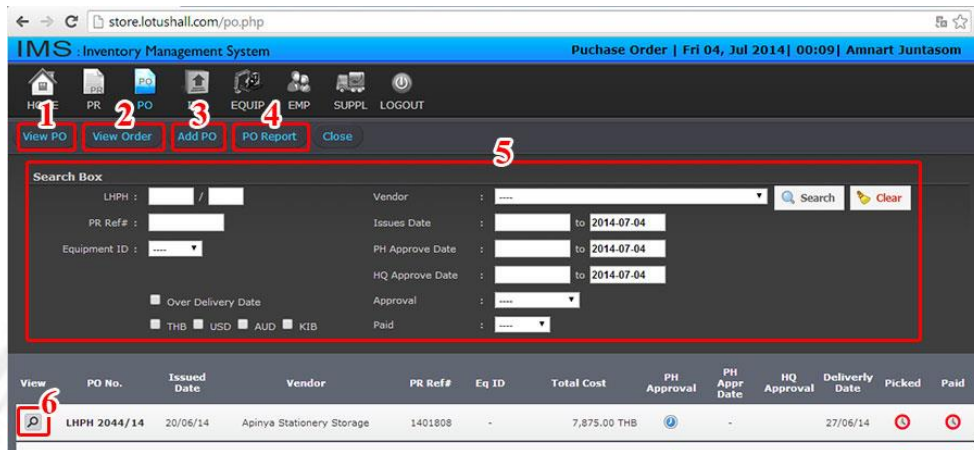 store.lotushall.com/po.php
IMS : Inventory Management System Puchase Order | Fri 04, Jul 2014| 00:09| Amnart Juntasom
PR PO
HOME PR PO EQUIP EMP SUPPL LOGOUT
1 2 3 4
View PO View Order Add PO PO Report Close
5
Search Box
LHPH : / Vendor : ---- Search Clear
PR Ref# : Issues Date : to 2014-07-04
Equipment ID : ---- PH Approve Date : to 2014-07-04
HQ Approve Date : to 2014-07-04
Over Delivery Date Approval : ----
THB USD AUD KIB Paid : ----
View PO No. Issued Date Vendor PR Ref# Eq ID Total Cost PH Approval PH Appr Date HQ Approval Deliverly Date Picked Paid
6
LHPH 2044/14 20/06/14 Apinya Stationery Storage 1401808 - 7,875.00 THB - 27/06/14